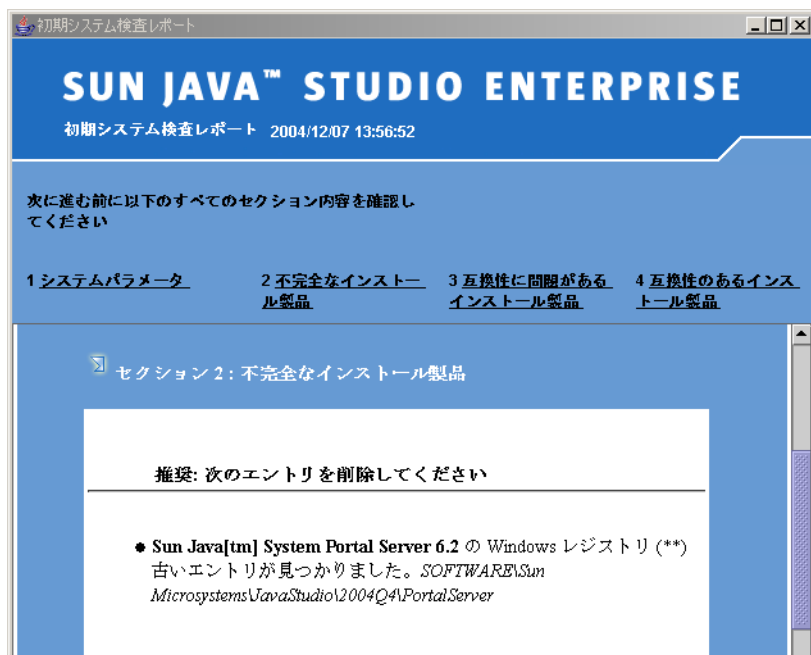 初期システム検査レポート
SUN JAVA™ STUDIO ENTERPRISE
初期システム検査レポート 2004/12/07 13:56:52
次に進む前に以下のすべてのセクション内容を確認し
てください
1 システムパラメータ
2 不完全なインストー
ル製品
3 互換性に問題がある
インストール製品
4 互換性のあるインス
トール製品
セクション 2 : 不完全なインストール製品
推奨: 次のエントリを削除してください
● Sun Java[tm] System Portal Server 6.2 の Windows レジストリ (**)
古いエントリが見つかりました。SOFTWARE\Sun
Microsystems\JavaStudio\2004Q4\PortalServer